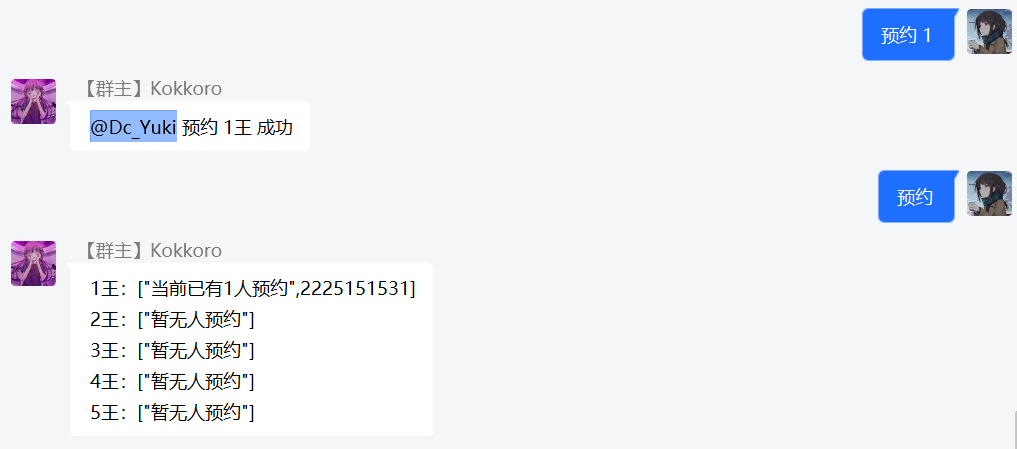 预约 1
【群主】Kokkoro
@Dc_Yuki 预约 1王 成功
预约
【群主】Kokkoro
1王：["当前已有1人预约",2225151531]
2王：["暂无人预约"]
3王：["暂无人预约"]
4王：["暂无人预约"]
5王：["暂无人预约"]